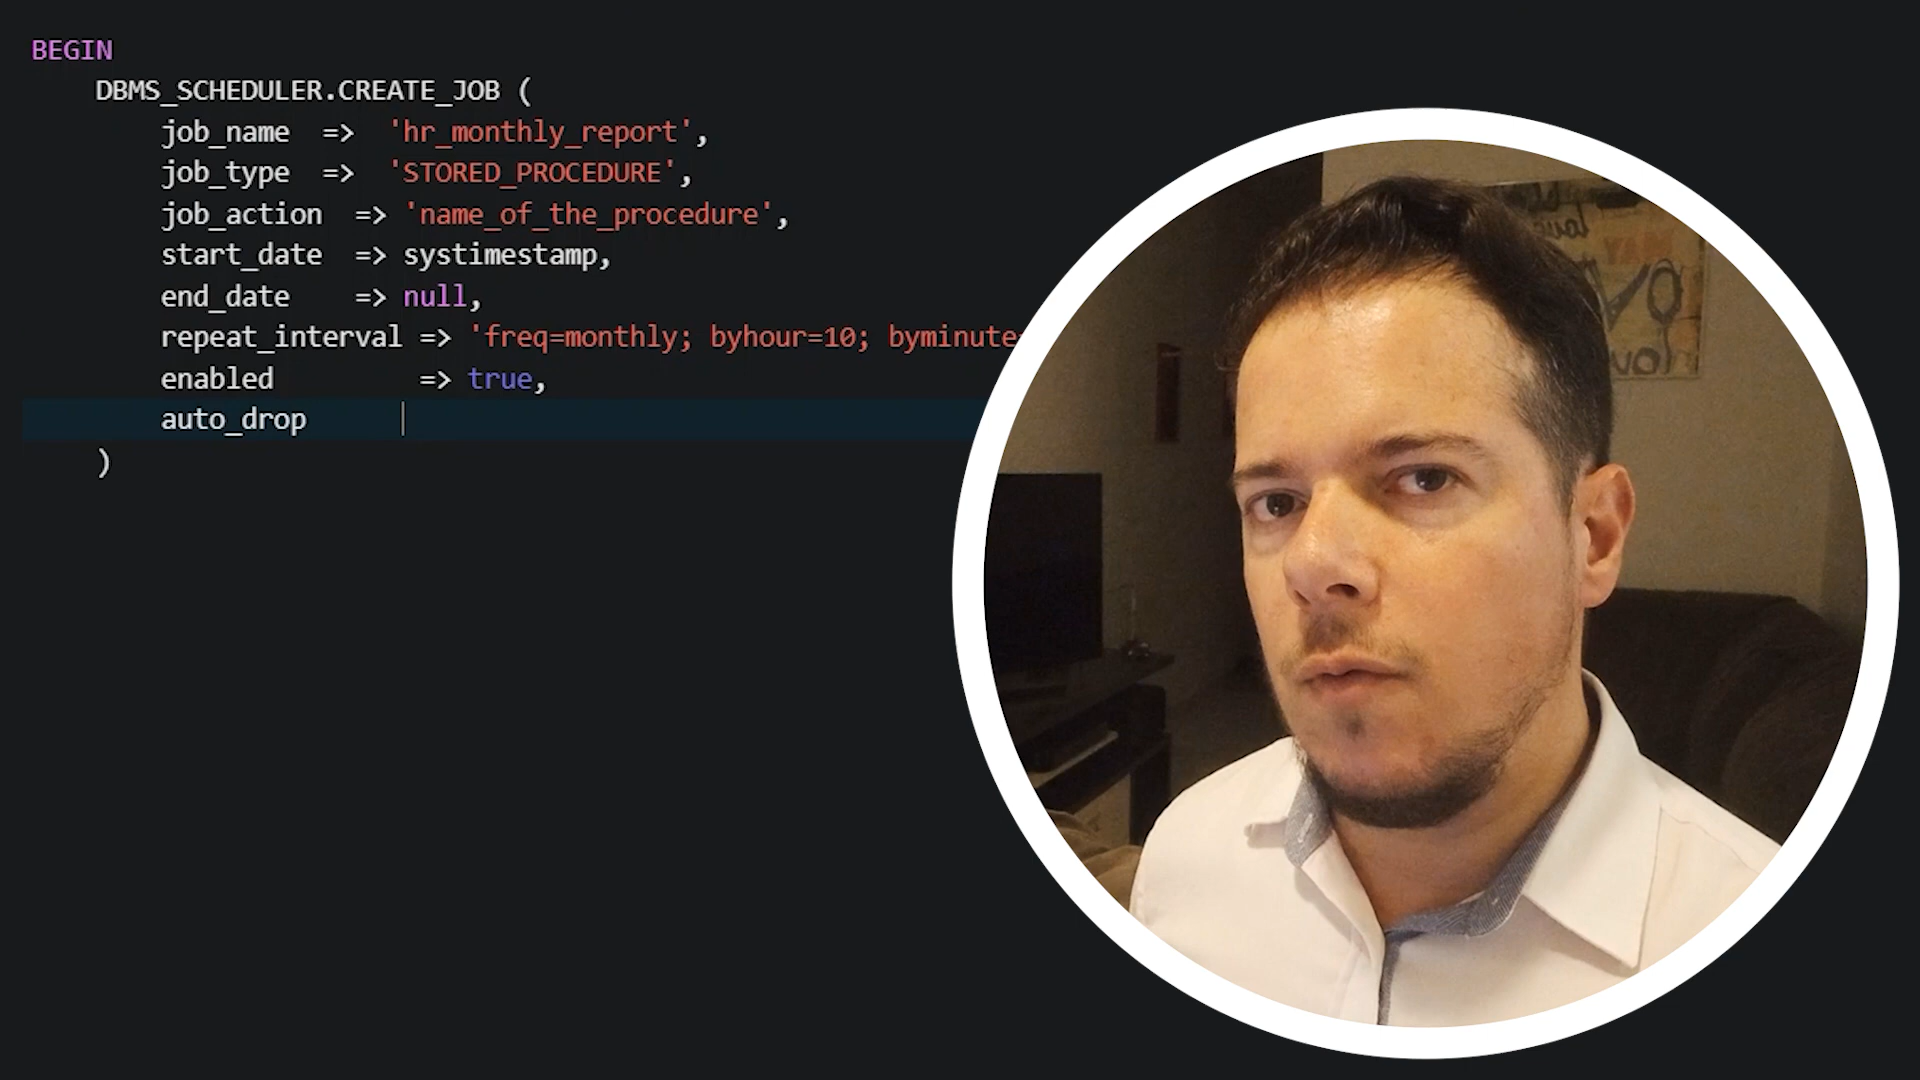 BEGIN
DBMS_SCHEDULER.CREATE_JOB (
job_name => 'hr_monthly_report',
job_type => 'STORED_PROCEDURE',
job_action => 'name_of_the_procedure',
start_date => systimestamp,
end_date => null,
repeat_interval => 'freq=monthly; byhour=10; byminute=
enabled => true,
auto_drop
)